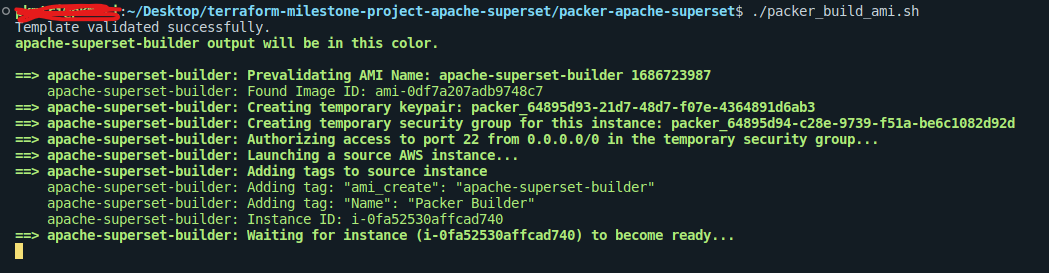 :~/Desktop/terraform-milestone-project-apache-superset/packer-apache-superset$ ./packer_build_ami.sh
Template validated successfully.
apache-superset-builder output will be in this color.
==> apache-superset-builder: Prevalidating AMI Name: apache-superset-builder 1686723987
apache-superset-builder: Found Image ID: ami-0df7a207adb9748c7
==> apache-superset-builder: Creating temporary keypair: packer_64895d93-21d7-48d7-f07e-4364891d6ab3
==> apache-superset-builder: Creating temporary security group for this instance: packer_64895d94-c28e-9739-f51a-be6c1082d92d
==> apache-superset-builder: Authorizing access to port 22 from 0.0.0.0/0 in the temporary security group...
==> apache-superset-builder: Launching a source AWS instance...
==> apache-superset-builder: Adding tags to source instance
apache-superset-builder: Adding tag: "ami_create": "apache-superset-builder"
apache-superset-builder: Adding tag: "Name": "Packer Builder"
apache-superset-builder: Instance ID: i-0fa52530affcad740
==> apache-superset-builder: Waiting for instance (i-0fa52530affcad740) to become ready...